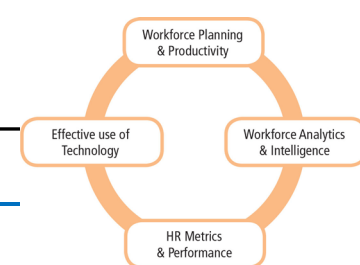 Workforce Planning
& Productivity
Effective use of
Technology
Workforce Analytics
& Intelligence
HR Metrics
& Performance